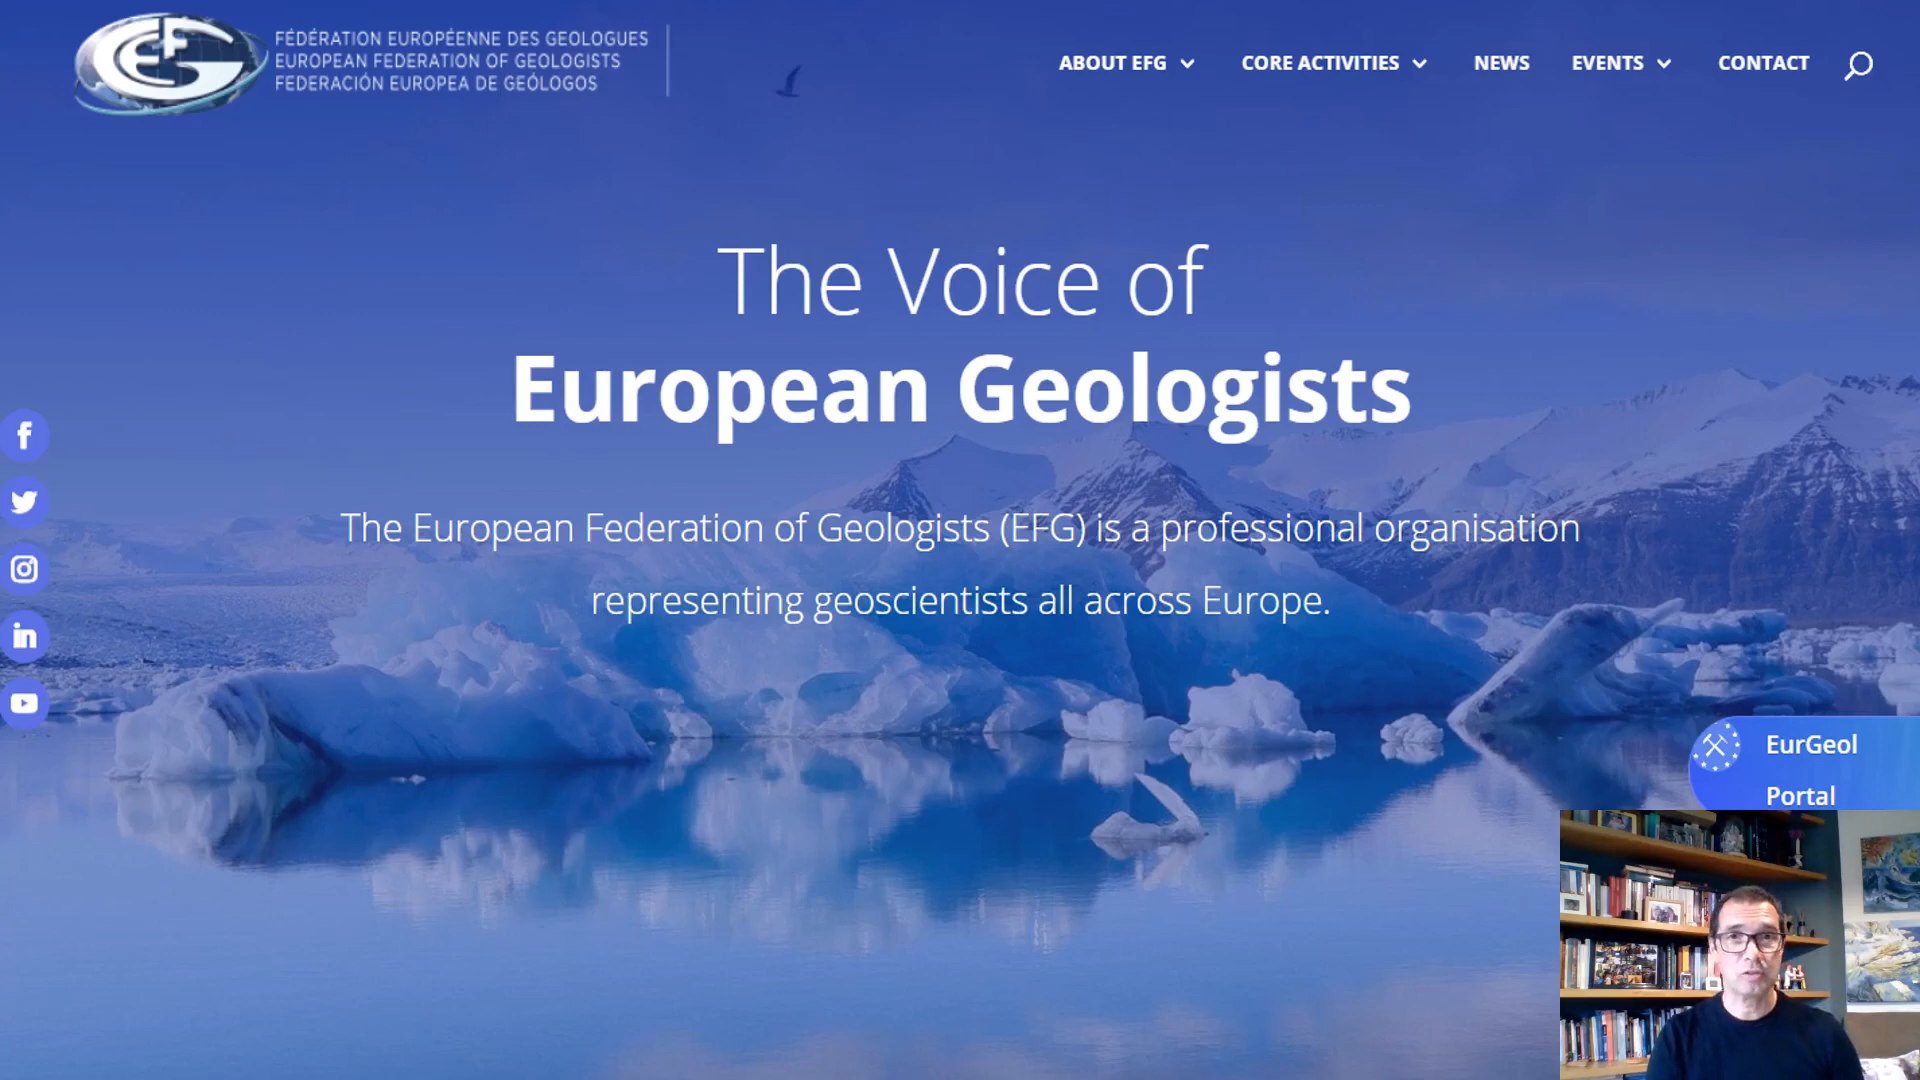 FÉDÉRATION EUROPÉENNE DES GEOLOGUES
EUROPEAN FEDERATION OF GEOLOGISTS
FEDERACIÓN EUROPEA DE GEÓLOGOS
ABOUT EFG
CORE ACTIVITIES
NEWS
EVENTS
CONTACT
The Voice of
European Geologists
The European Federation of Geologists (EFG) is a professional organisation
representing geoscientists all across Europe.
EurGeol
Portal